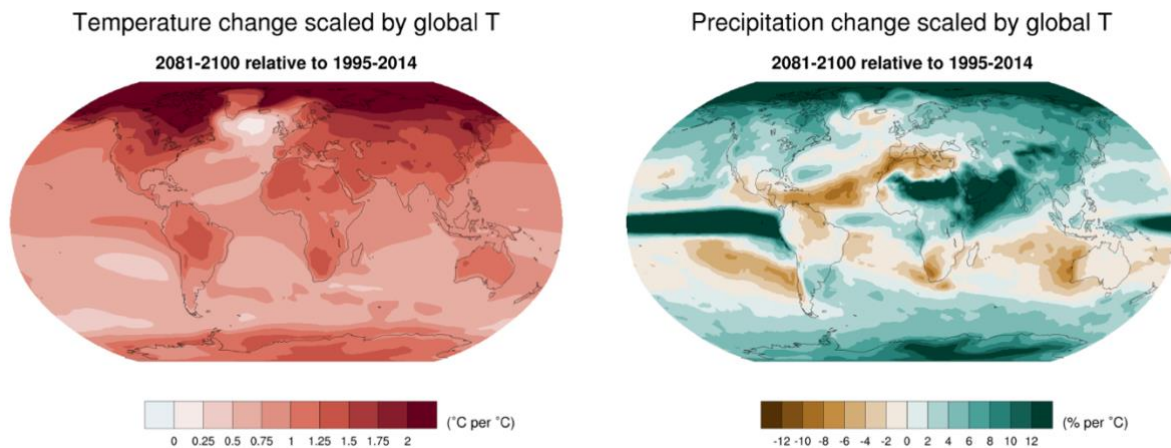 Temperature change scaled by global T
2081-2100 relative to 1995-2014
0 0.25 0.5 0.75 1 1.25 1.5 1.75 2 (˚C per ˚C)
Precipitation change scaled by global T
2081-2100 relative to 1995-2014
-12 -10 -8 -6 -4 -2 0 2 4 6 8 10 12 (% per ˚C)